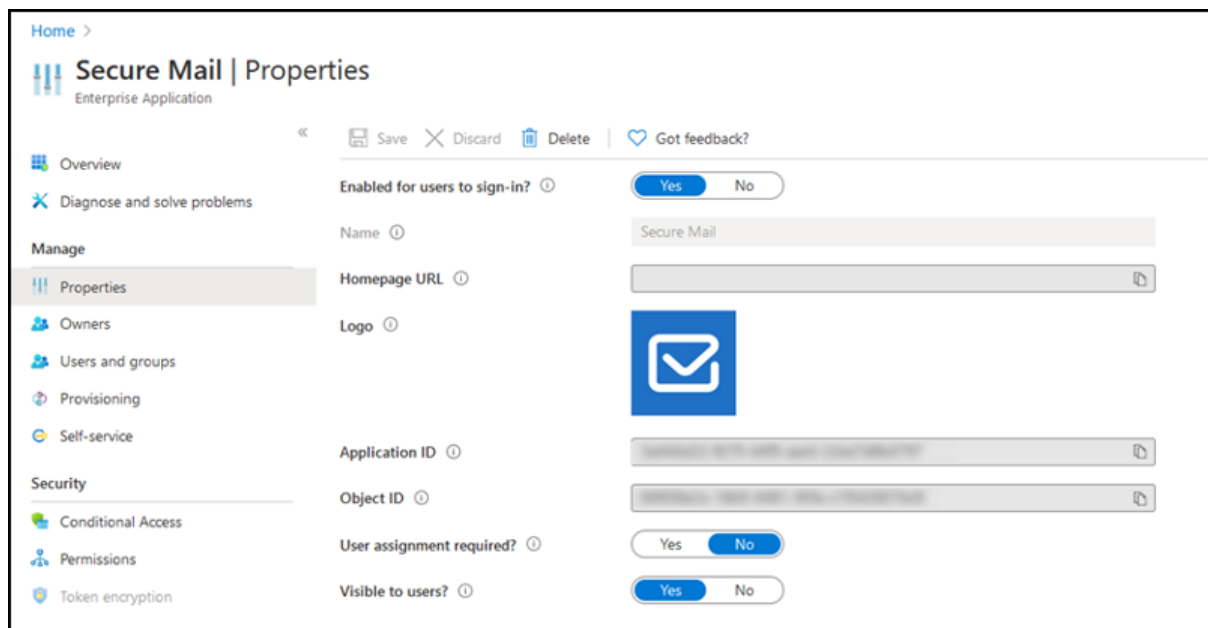 Home >
Secure Mail | Properties
Enterprise Application
«
Save Discard Delete Got feedback?
Overview
Diagnose and solve problems
Manage
Properties
Owners
Users and groups
Provisioning
Self-service
Security
Conditional Access
Permissions
Token encryption
Enabled for users to sign-in? Yes No
Name Secure Mail
Homepage URL
Logo
Application ID
Object ID
User assignment required? Yes No
Visible to users? Yes No